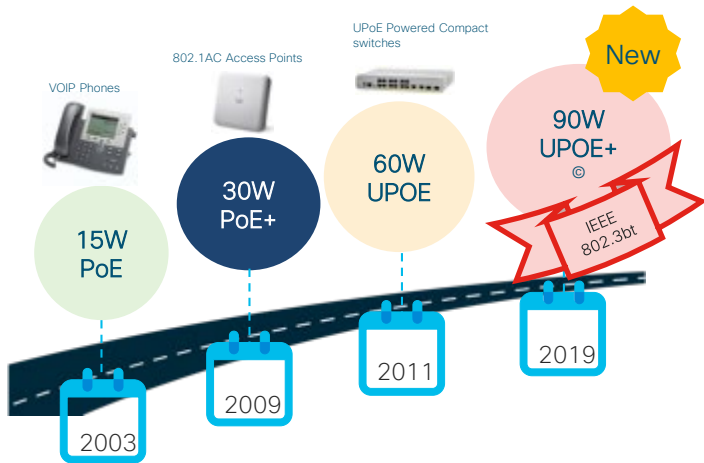 VOIP Phones
15W
PoE
2003
802.1AC Access Points
30W
PoE+
2009
UPoE Powered Compact
switches
60W
UPOE
2011
New
90W
UPOE+
©
IEEE
802.3bt
2019